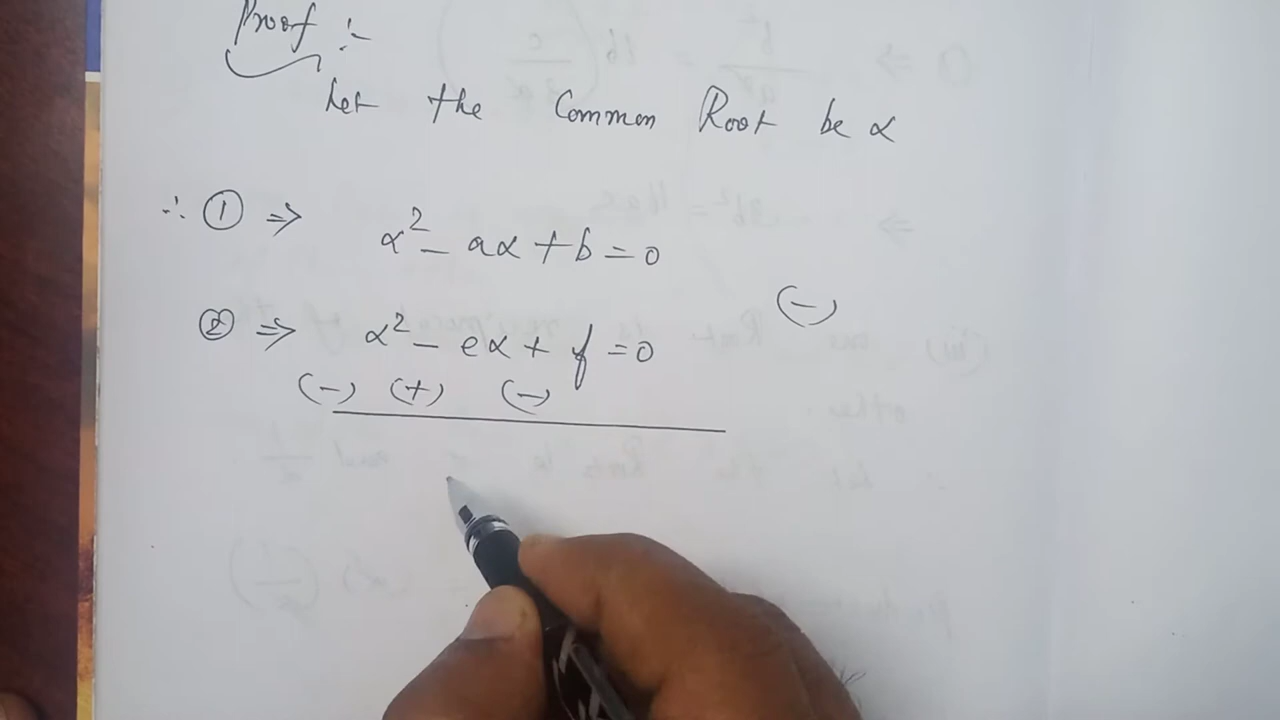 Proof :-
Let the Common Root be α
∴ ① ⇒ α² - aα + b = 0
(-)
② ⇒ α² - eα + f = 0
(-) (+) (-)